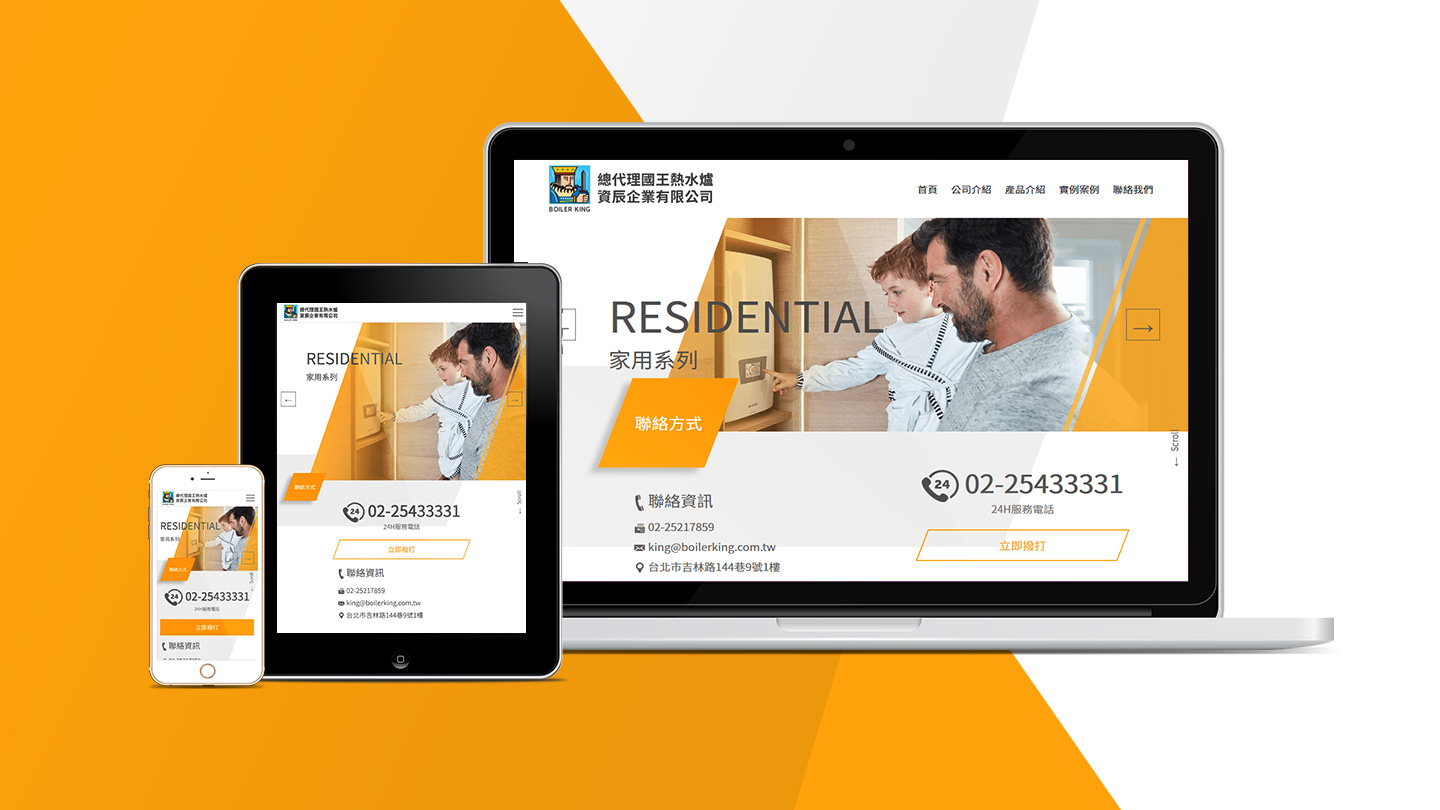 總代理國王熱水爐
資辰企業有限公司
BOILER KING
首頁 公司介紹 產品介紹 實例案例 聯絡我們
RESIDENTIAL
家用系列
聯絡方式
← Scroll
24
02-25433331
24H服務電話
立即撥打
聯絡資訊
02-25217859
king@boilerking.com.tw
台北市吉林路144巷9號1樓
總代理國王熱水爐
資辰企業有限公司
BOILER KING
RESIDENTIAL
家用系列
聯絡方式
← Scroll
24
02-25433331
24H服務電話
立即撥打
聯絡資訊
02-25217859
king@boilerking.com.tw
台北市吉林路144巷9號1樓
總代理國王熱水爐
資辰企業有限公司
RESIDENTIAL
家用系列
聯絡方式
Scroll
24
02-25433331
24H服務電話
立即撥打
聯絡資訊